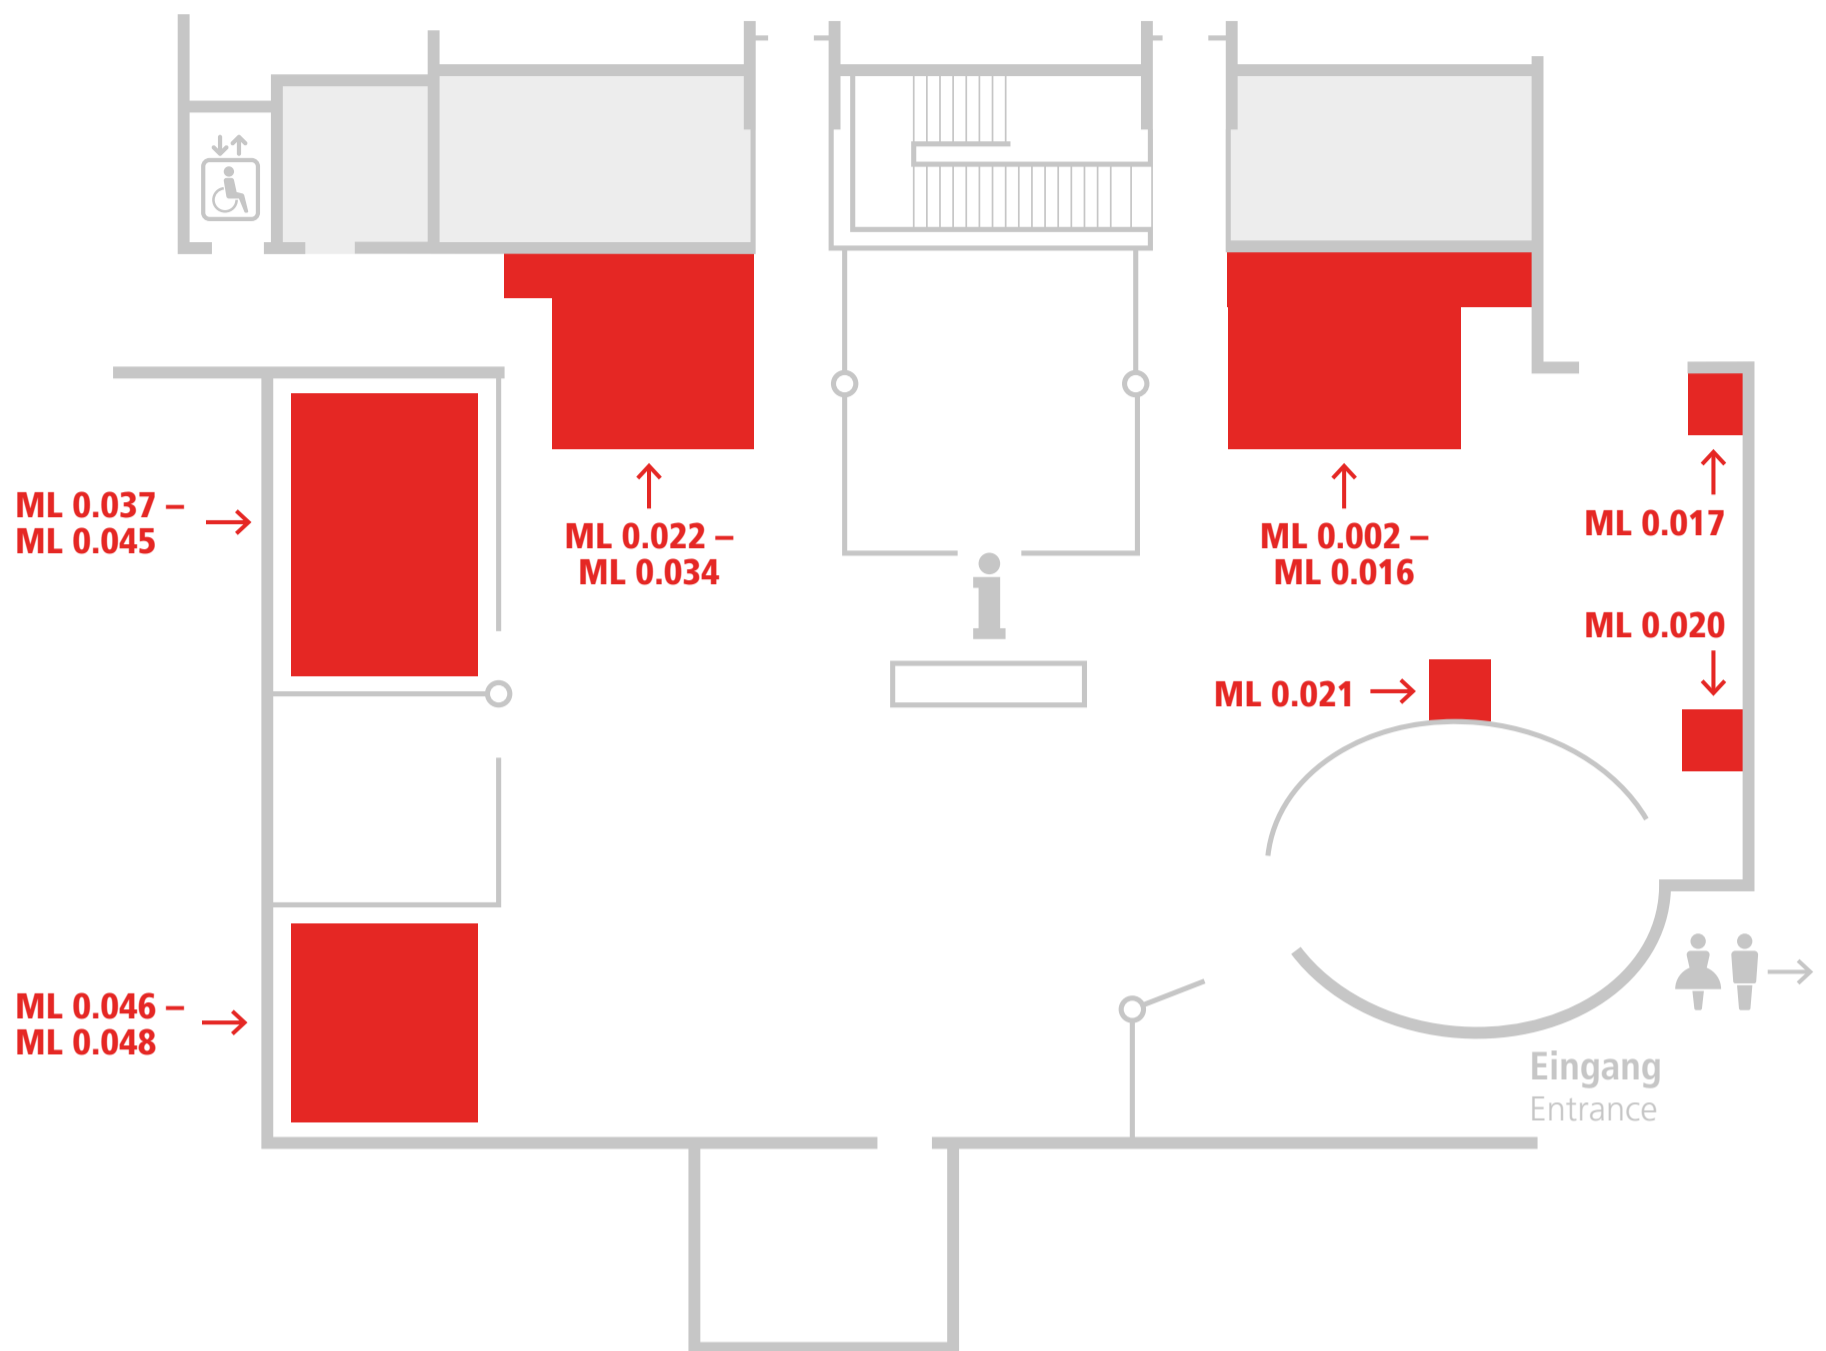 ML 0.037 –
ML 0.045
ML 0.022 –
ML 0.034
ML 0.002 –
ML 0.016
ML 0.017
ML 0.020
ML 0.021
ML 0.046 –
ML 0.048
Eingang
Entrance